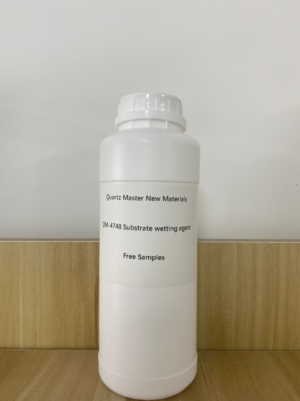 Quartz Master New Materials
QM-4748 Substrate wetting agent
Free Samples